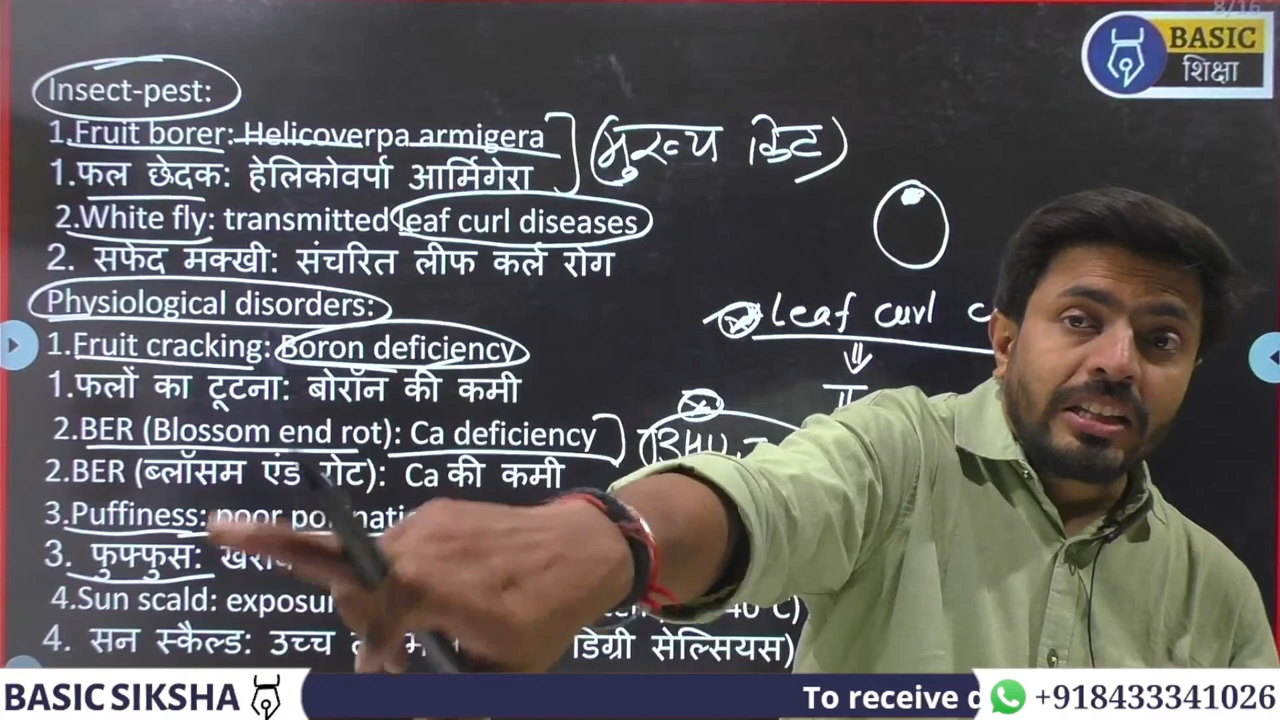 8/16
BASIC
शिक्षा
Insect-pest:
1.Fruit borer: Helicoverpa armigera
1.फल छेदक: हेलिकोवर्पा आर्मिगेरा
(मुख्य किट)
2.White fly: transmitted leaf curl diseases
2. सफेद मक्खी: संचरित लीफ कर्ल रोग
Physiological disorders:
Leaf curl
1.Fruit cracking: Boron deficiency
1.फलों का टूटना: बोरॉन की कमी
2.BER (Blossom end rot): Ca deficiency
BHU
2.BER (ब्लॉसम एंड रोट): Ca की कमी
3.Puffiness: poor
3. फुफ्फुस:
4.Sun scald:
4. सन स्कैल्ड: उच्च डिग्री सेल्सियस)
BASIC SIKSHA To receive +918433341026